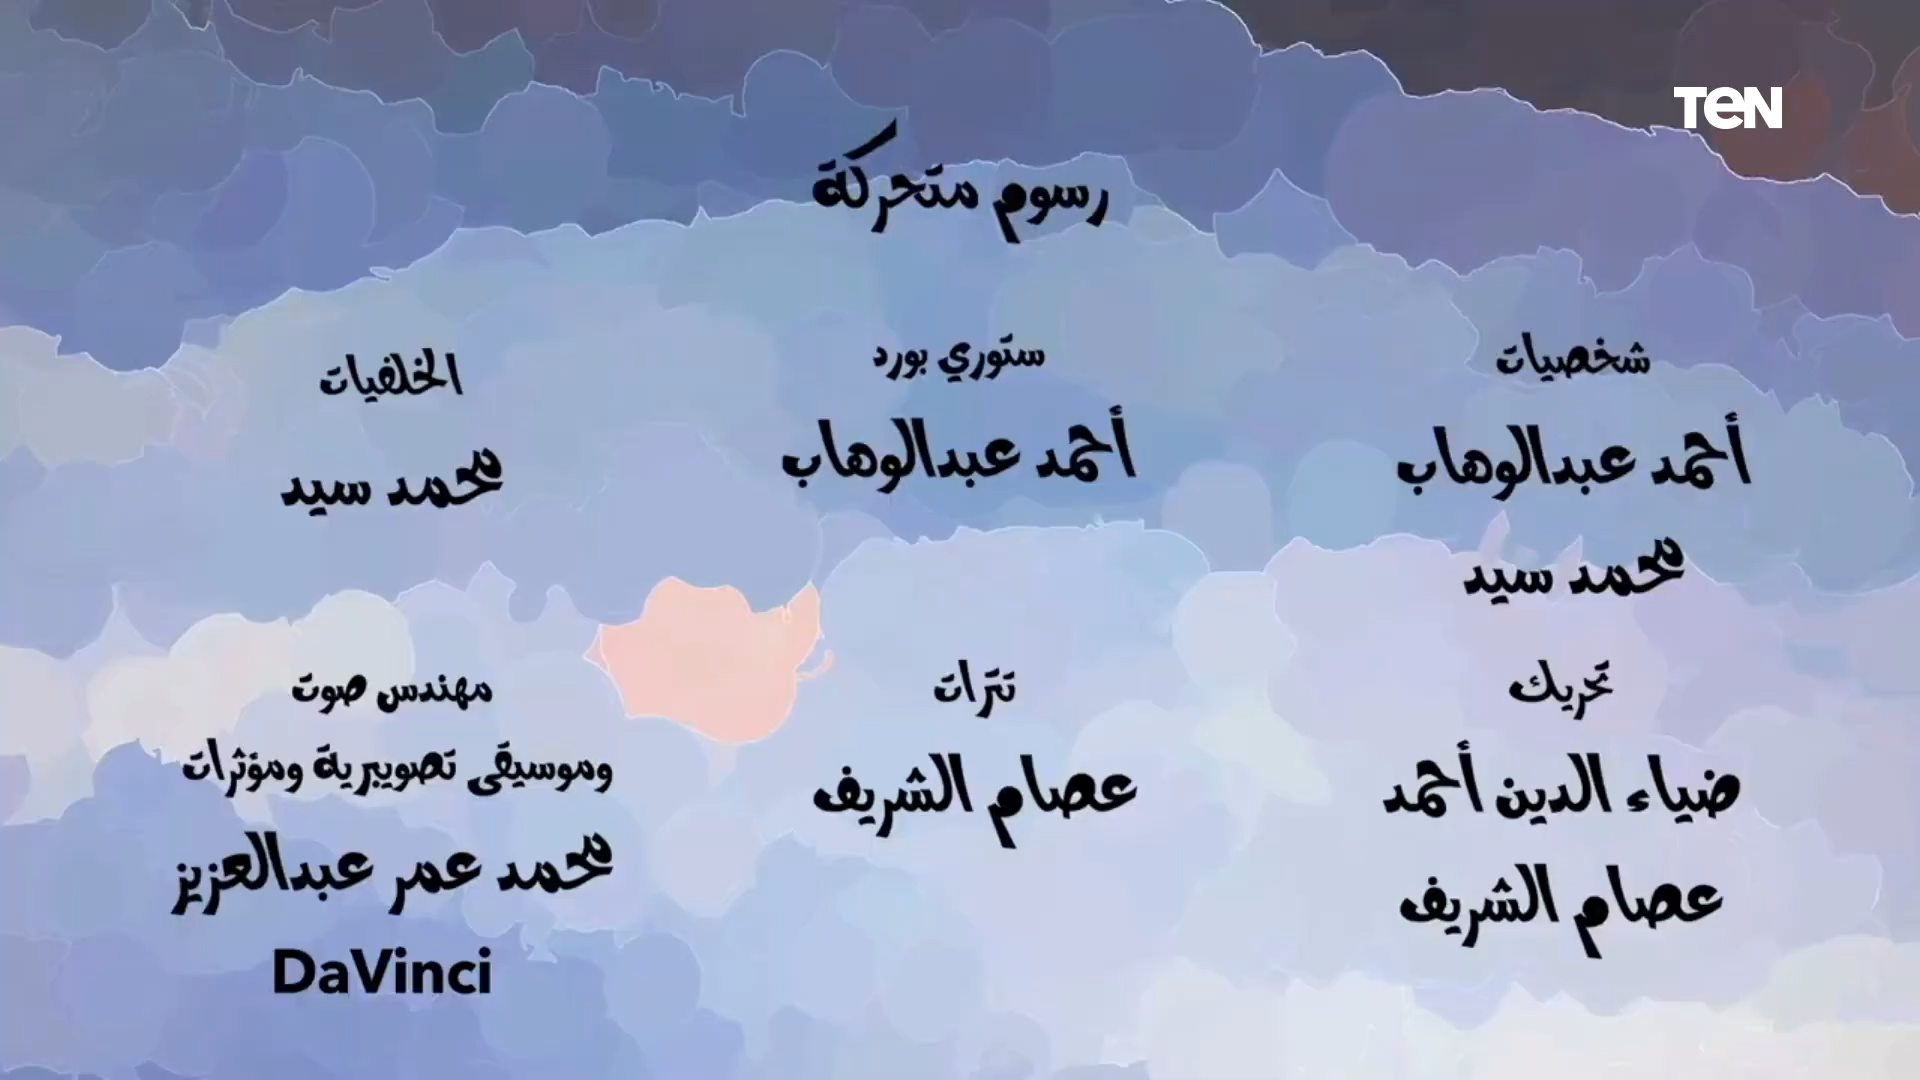 TEN
رسوم متحركة
شخصيات
أحمد عبدالوهاب
محمد سيد
ستوري بورد
أحمد عبدالوهاب
الخلفيات
محمد سيد
تحريك
ضياء الدين أحمد
عصام الشريف
تترات
عصام الشريف
مهندس صوت
وموسيقى تصويرية ومؤثرات
محمد عمر عبدالعزيز
DaVinci